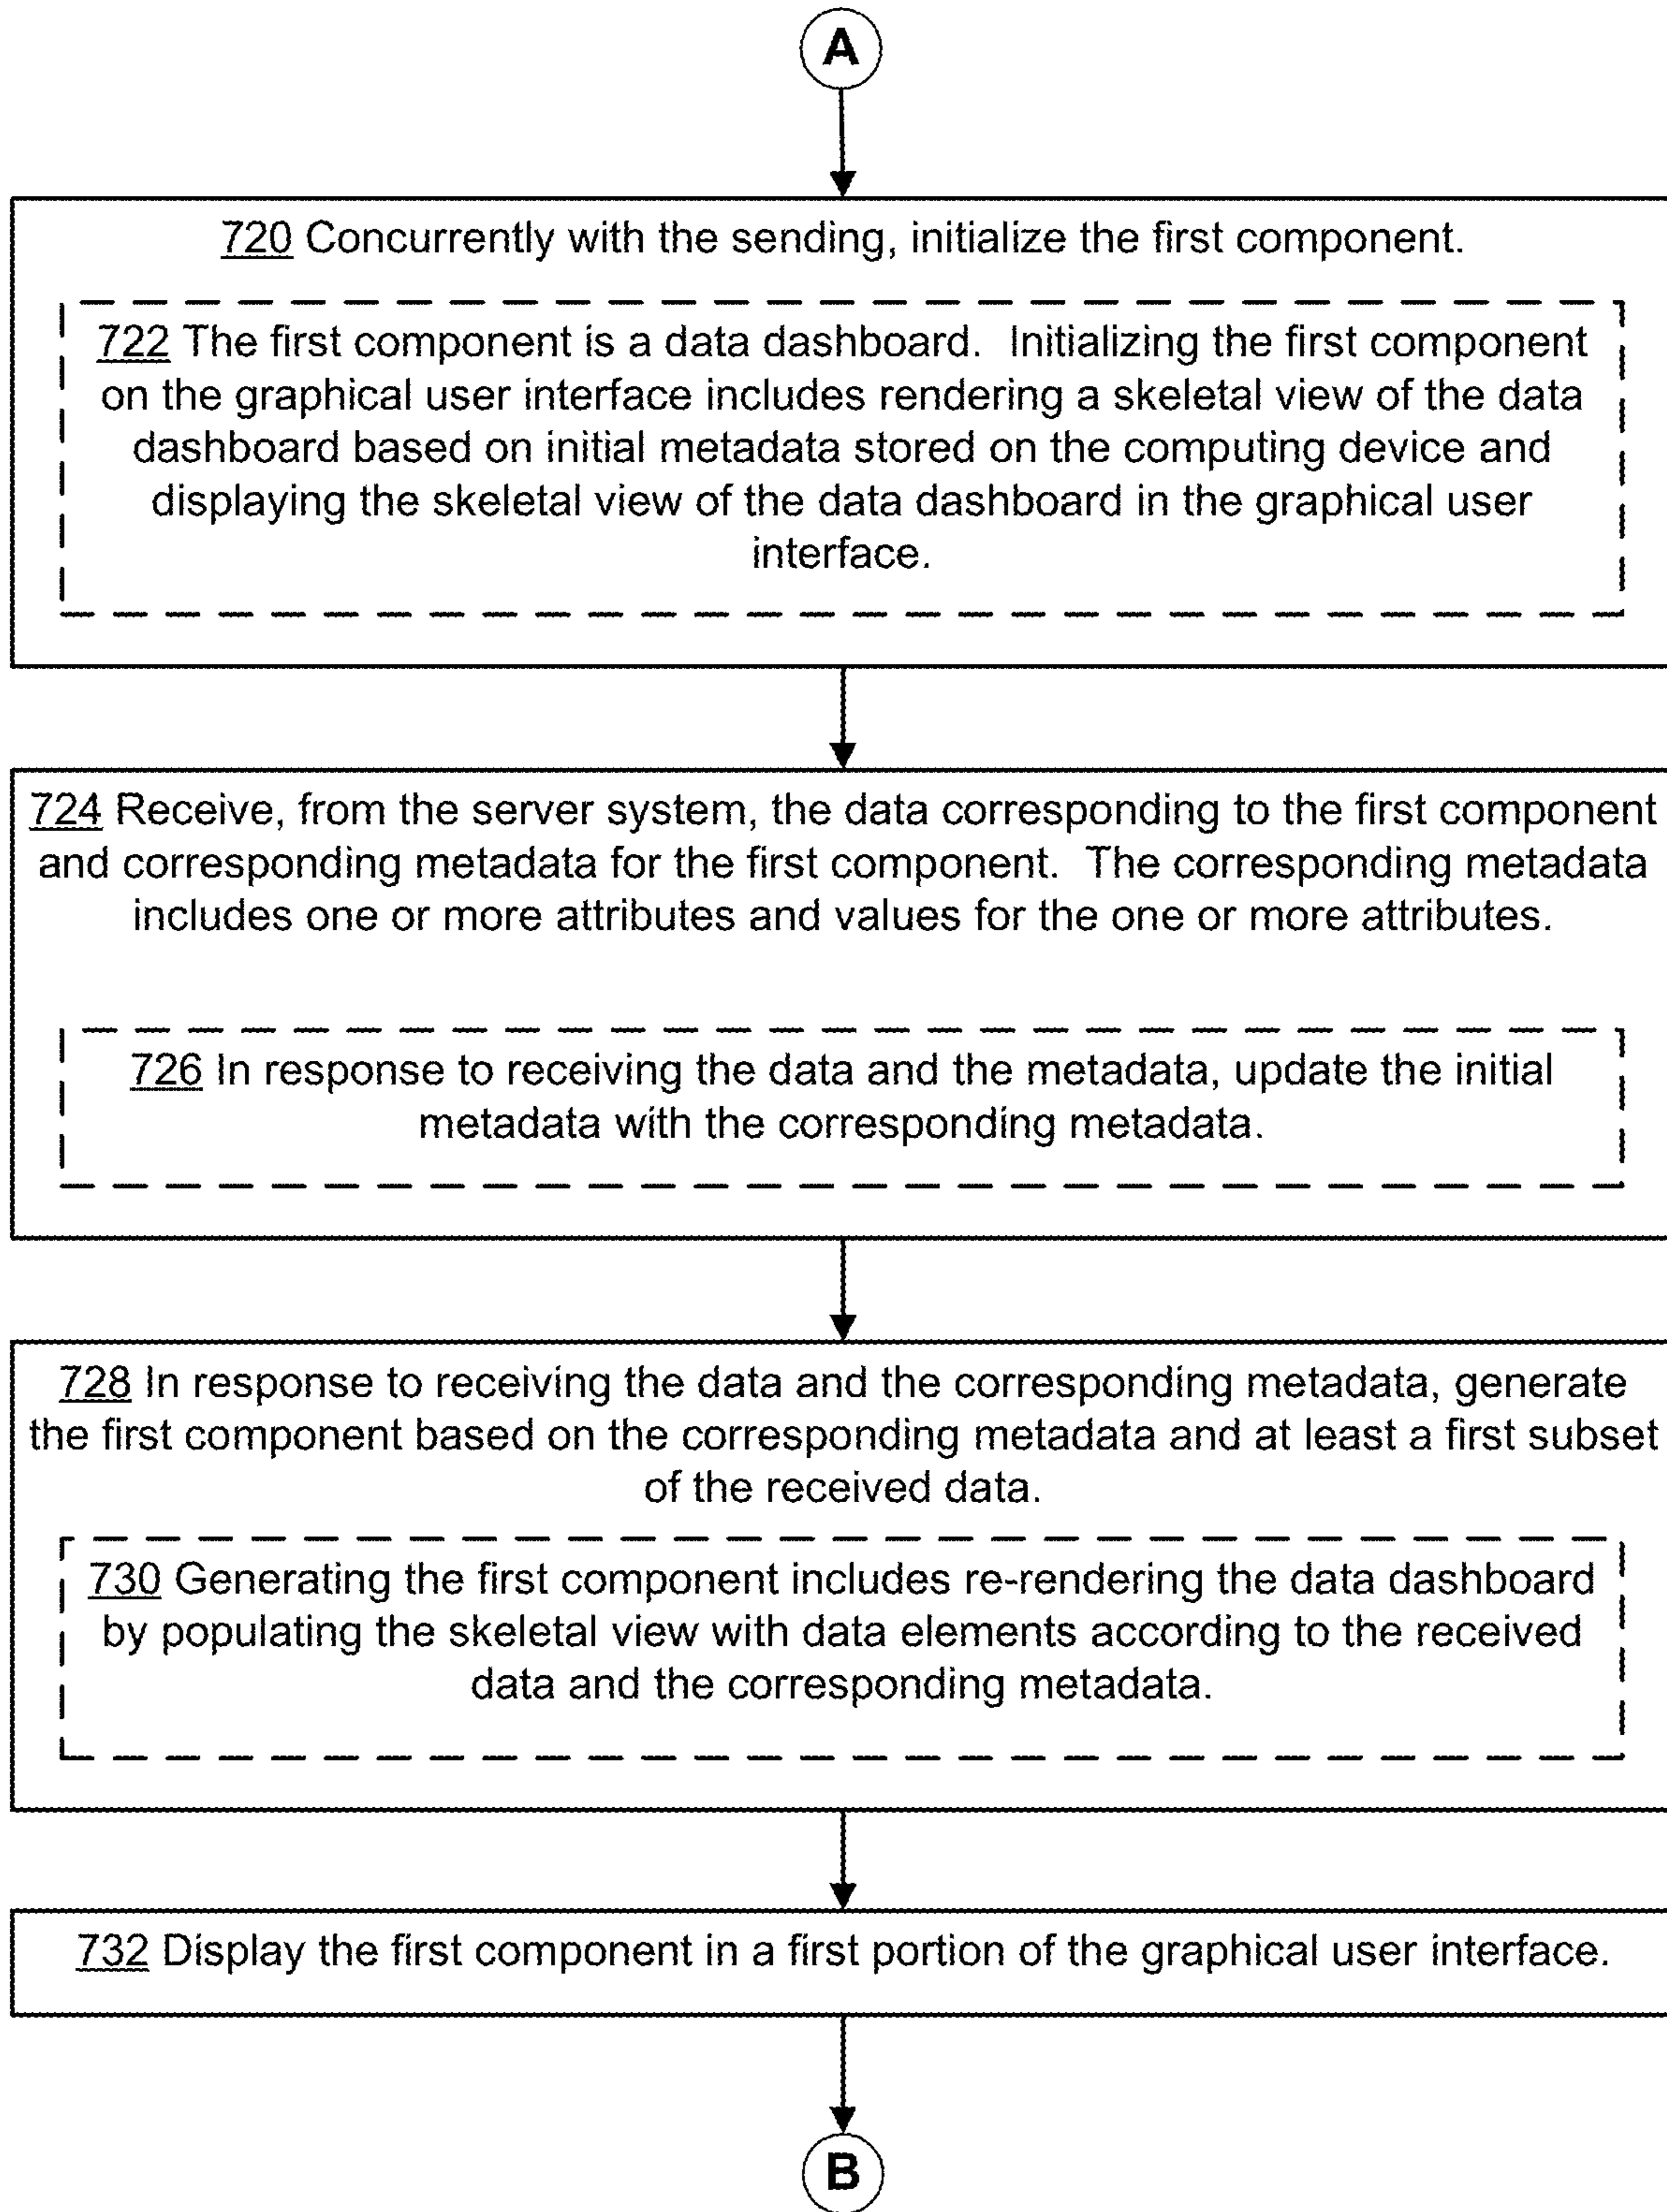 A
720 Concurrently with the sending, initialize the first component.
722 The first component is a data dashboard.  Initializing the first component
on the graphical user interface includes rendering a skeletal view of the data
dashboard based on initial metadata stored on the computing device and
displaying the skeletal view of the data dashboard in the graphical user
interface.
724 Receive, from the server system, the data corresponding to the first component
and corresponding metadata for the first component.  The corresponding metadata
includes one or more attributes and values for the one or more attributes.
726 In response to receiving the data and the metadata, update the initial
metadata with the corresponding metadata.
728 In response to receiving the data and the corresponding metadata, generate
the first component based on the corresponding metadata and at least a first subset
of the received data.
730 Generating the first component includes re-rendering the data dashboard
by populating the skeletal view with data elements according to the received
data and the corresponding metadata.
732 Display the first component in a first portion of the graphical user interface.
B